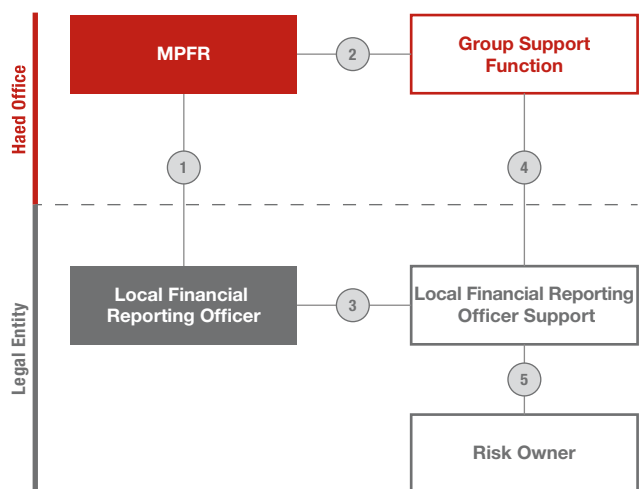 Haed Office
MPFR
2
Group Support
Function
1
4
Legal Entity
Local Financial
Reporting Officer
3
Local Financial Reporting
Officer Support
5
Risk Owner